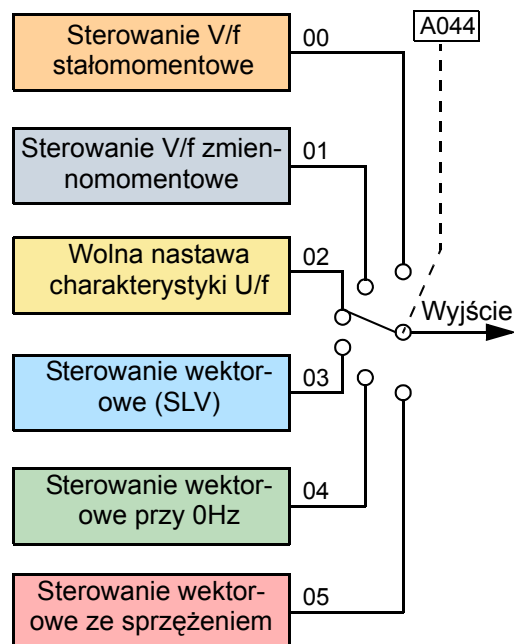 Sterowanie V/f
stałomomentowe
00
A044
Sterowanie V/f zmien-
nomomentowe
01
Wolna nastawa
charakterystyki U/f
02
Wyjście
Sterowanie wektor-
owe (SLV)
03
Sterowanie wektor-
owe przy 0Hz
04
Sterowanie wektor-
owe ze sprzężeniem
05